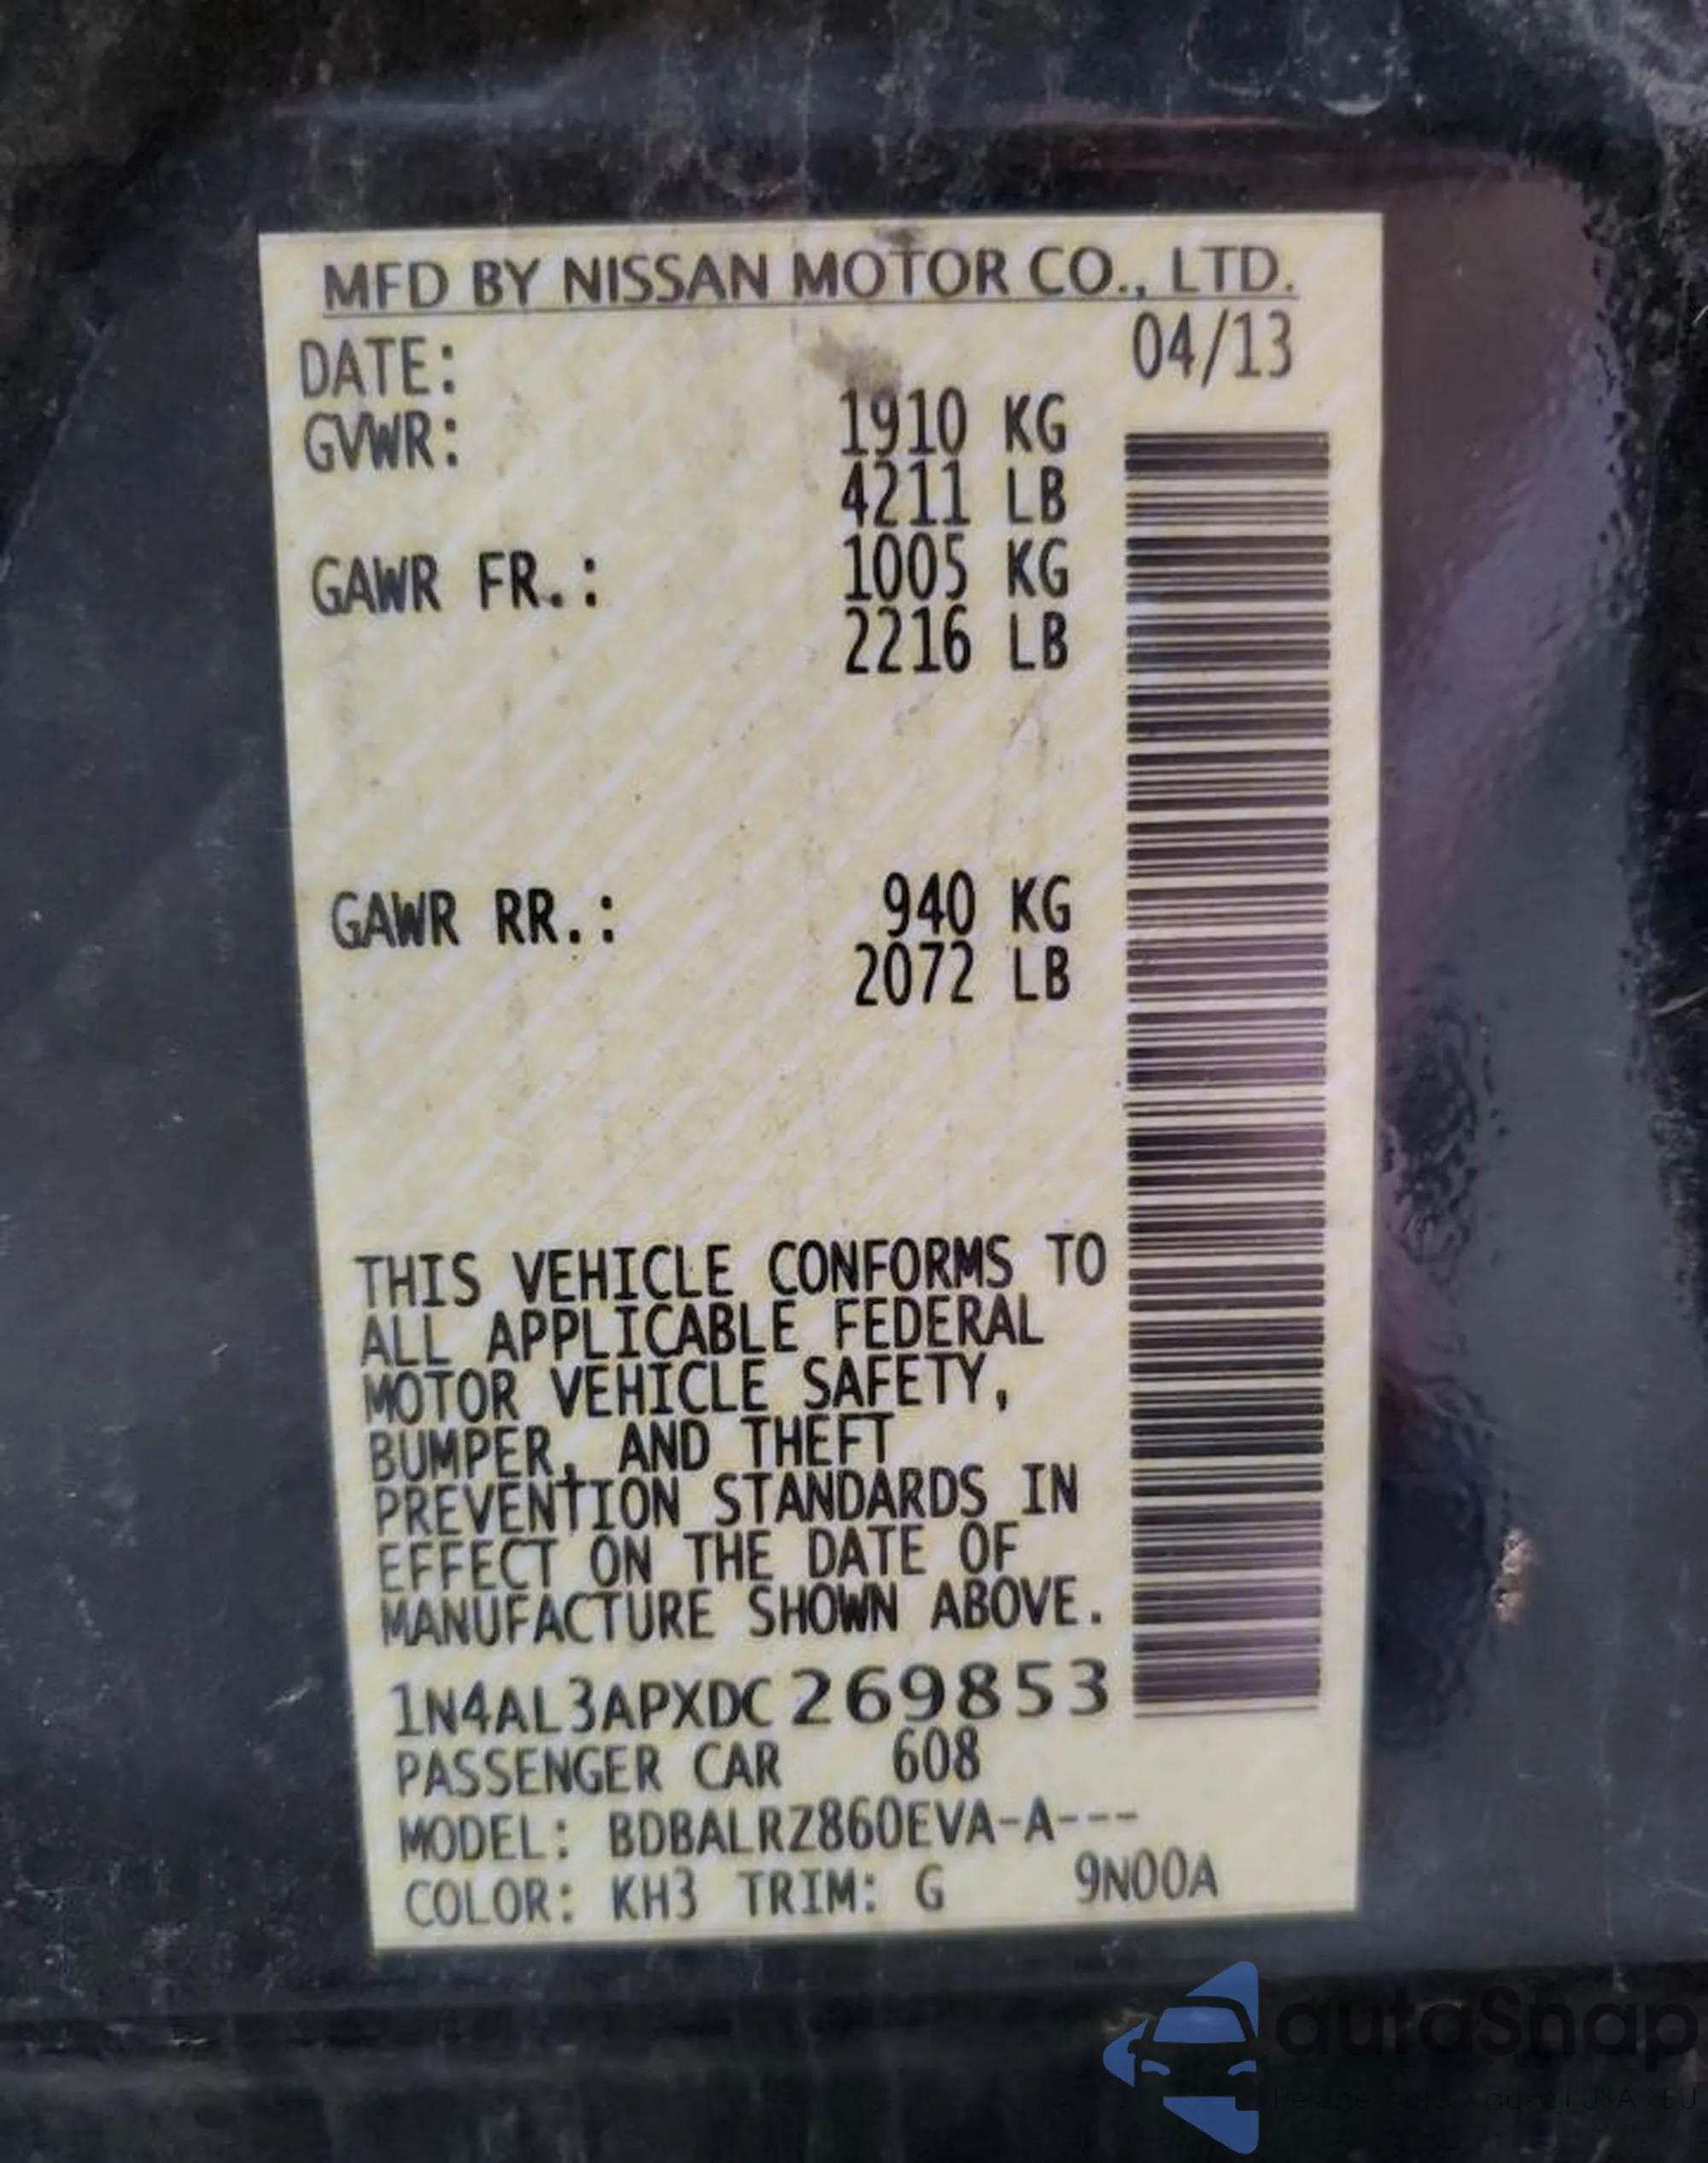 MFD BY NISSAN MOTOR CO., LTD.
DATE: 04/13
GVWR: 1910 KG
4211 LB
GAWR FR.: 1005 KG
2216 LB
GAWR RR.: 940 KG
2072 LB
THIS VEHICLE CONFORMS TO
ALL APPLICABLE FEDERAL
MOTOR VEHICLE SAFETY,
BUMPER, AND THEFT
PREVENTION STANDARDS IN
EFFECT ON THE DATE OF
MANUFACTURE SHOWN ABOVE.
1N4AL3APXDC269853
PASSENGER CAR 608
MODEL: BDBALRZ860EVA-A---
COLOR: KH3 TRIM: G 9N00A
autoSnap